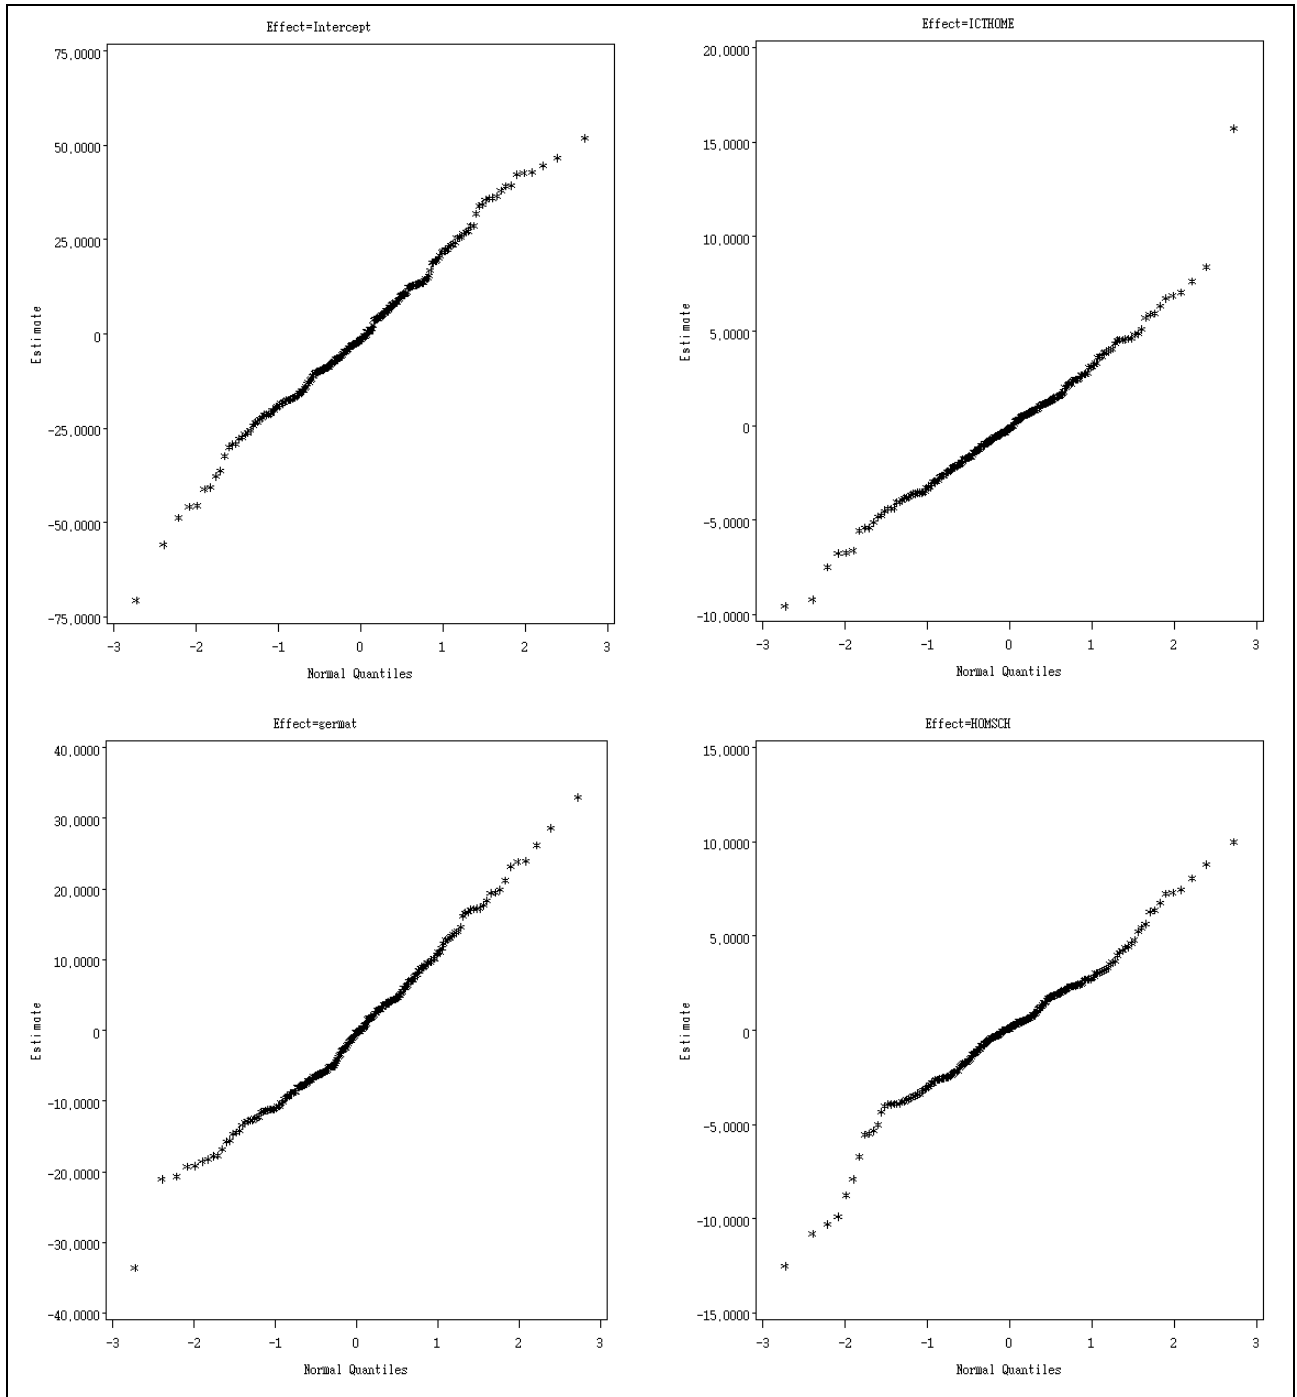 Effect=Intercept
75,0000
50,0000
25,0000
0
-25,0000
-50,0000
-75,0000
Estimate
-3 -2 -1 0 1 2 3
Normal Quantiles
Effect=ICTHOME
20,0000
15,0000
10,0000
5,0000
0
-5,0000
-10,0000
Estimate
-3 -2 -1 0 1 2 3
Normal Quantiles
Effect=germat
40,0000
30,0000
20,0000
10,0000
0
-10,0000
-20,0000
-30,0000
-40,0000
Estimate
-3 -2 -1 0 1 2 3
Normal Quantiles
Effect=HOMSCH
15,0000
10,0000
5,0000
0
-5,0000
-10,0000
-15,0000
Estimate
-3 -2 -1 0 1 2 3
Normal Quantiles